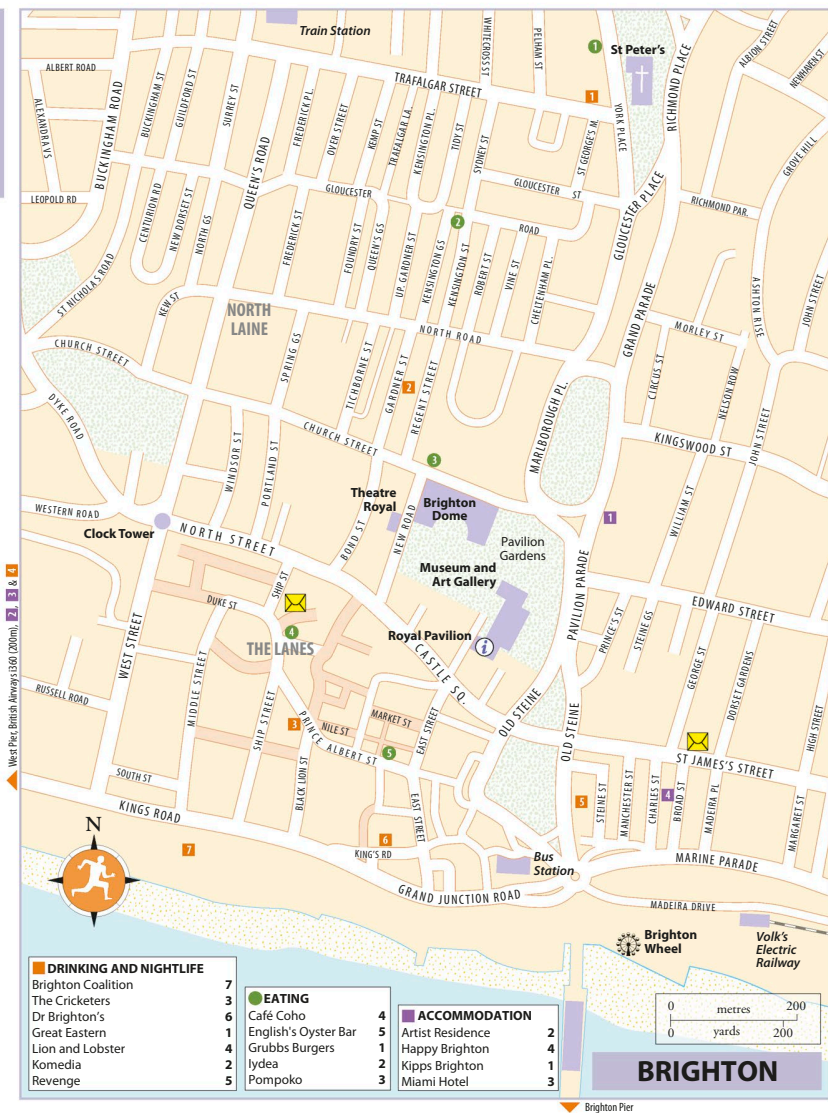 Train Station
WHITECROSS ST
PELHAM ST
1
St Peter's
ALBION STREET
NEWHAVEN ST
RICHMOND PLACE
ALBERT ROAD
BUCKINGHAM ST
GUILDFORD ST
SURREY ST
FREDERICK PL.
OVER STREET
KEMP ST
TRAFALGAR LA.
KENSINGTON PL.
TRAFALGAR STREET
TIDY ST
SYDNEY ST
1
ST GEORGE'S M.
YORK PLACE
ALEXANDRA VS
BUCKINGHAM ROAD
QUEEN'S ROAD
GROVE HILL
LEOPOLD RD
CENTURION RD
NEW DORSET ST
NORTH GS
GLOUCESTER
GLOUCESTER ST
GLOUCESTER PLACE
RICHMOND PAR.
2
ROAD
FREDERICK ST
FOUNDRY ST
QUEEN'S GS
UP. GARDNER ST
KENSINGTON GS
KENSINGTON ST
ROBERT ST
VINE ST
CHELTENHAM PL.
ST NICHOLAS ROAD
KEW ST
NORTH
LAINE
NORTH ROAD
GRAND PARADE
MORLEY ST
ASHTON RISE
JOHN STREET
CHURCH STREET
SPRING GS
TICHBORNE ST
GARDNER ST
2
REGENT STREET
CIRCUS ST
NELSON ROW
DYKE ROAD
CHURCH STREET
MARLBOROUGH PL.
KINGSWOOD ST
JOHN STREET
WINDSOR ST
PORTLAND ST
3
WESTERN ROAD
Clock Tower
NORTH STREET
BOND ST
Theatre
Royal
NEW ROAD
Brighton
Dome
Pavilion
Gardens
1
WILLIAM ST
Museum and
Art Gallery
PAVILION PARADE
EDWARD STREET
DUKE ST
SHIP ST
4
THE LANES
Royal Pavilion
i
CASTLE SQ.
PRINCE'S ST
STEINE GS
GEORGE ST
DORSET GARDENS
West Pier, British Airways i360 (200m), 2, 3 & 4
WEST STREET
RUSSELL ROAD
MIDDLE STREET
SHIP STREET
3
PRINCE ALBERT ST
NILE ST
MARKET ST
5
EAST STREET
OLD STEINE
OLD STEINE
ST JAMES'S STREET
HIGH STREET
SOUTH ST
BLACK LION ST
EAST STREET
5
STEINE ST
MANCHESTER ST
CHARLES ST
4
BROAD ST
MADEIRA PL
MARGARET ST
KINGS ROAD
7
6
KING'S RD
GRAND JUNCTION ROAD
Bus
Station
MARINE PARADE
MADEIRA DRIVE
N
Brighton
Wheel
Volk's
Electric
Railway
DRINKING AND NIGHTLIFE
Brighton Coalition 7
The Cricketers 3
Dr Brighton's 6
Great Eastern 1
Lion and Lobster 4
Komedia 2
Revenge 5
EATING
Café Coho 4
English's Oyster Bar 5
Grubbs Burgers 1
Iydea 2
Pompoko 3
ACCOMMODATION
Artist Residence 2
Happy Brighton 4
Kipps Brighton 1
Miami Hotel 3
0 metres 200
0 yards 200
BRIGHTON
Brighton Pier